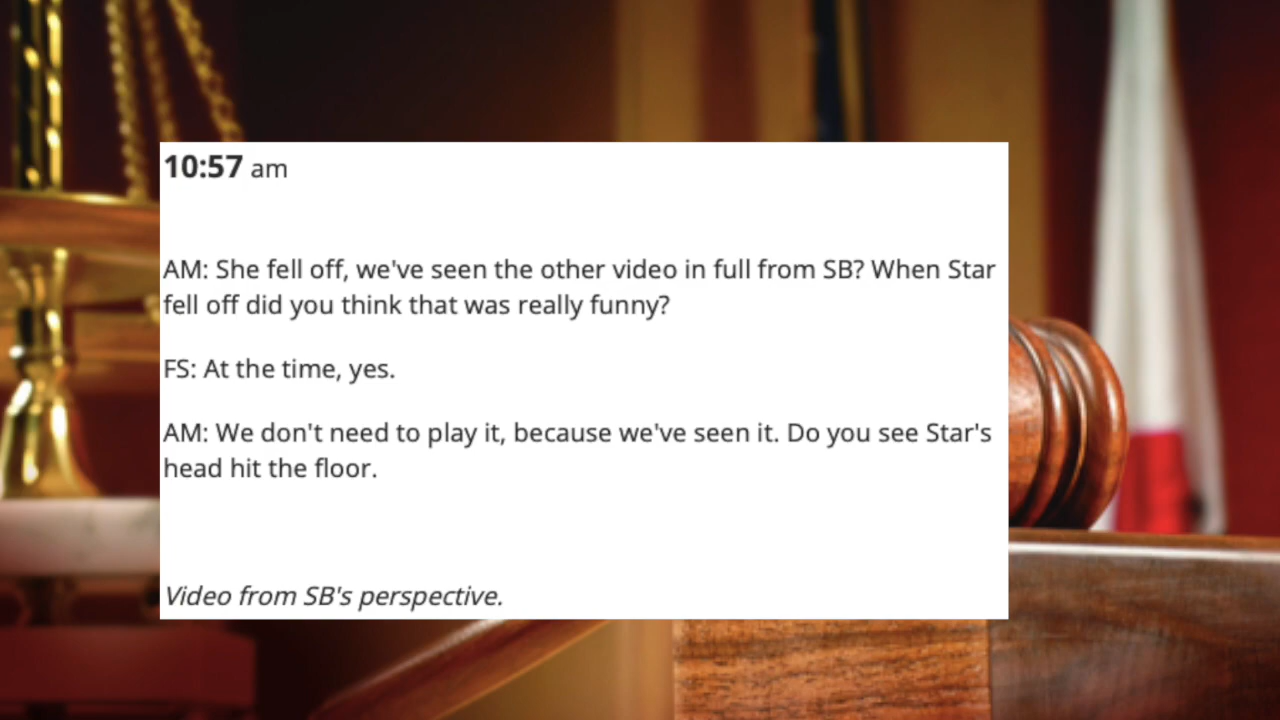 10:57 am
AM: She fell off, we've seen the other video in full from SB? When Star
fell off did you think that was really funny?
FS: At the time, yes.
AM: We don't need to play it, because we've seen it. Do you see Star's
head hit the floor.
Video from SB's perspective.